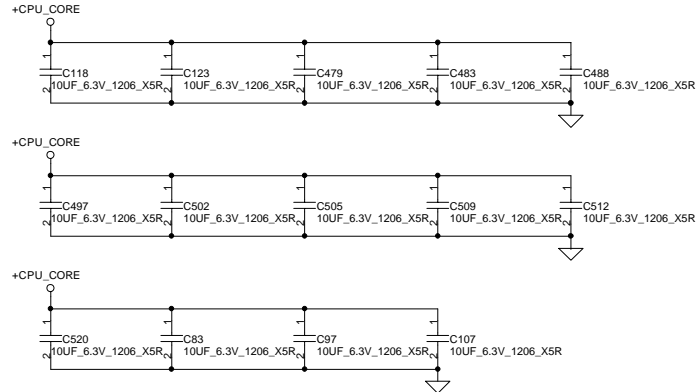 +CPU_CORE
1 1 1 1 1
C118 C123 C479 C483 C488
10UF_6.3V_1206_X5R 10UF_6.3V_1206_X5R 10UF_6.3V_1206_X5R 10UF_6.3V_1206_X5R 10UF_6.3V_1206_X5R
2 2 2 2 2
+CPU_CORE
1 1 1 1 1
C497 C502 C505 C509 C512
10UF_6.3V_1206_X5R 10UF_6.3V_1206_X5R 10UF_6.3V_1206_X5R 10UF_6.3V_1206_X5R 10UF_6.3V_1206_X5R
2 2 2 2 2
+CPU_CORE
1 1 1 1
C520 C83 C97 C107
10UF_6.3V_1206_X5R 10UF_6.3V_1206_X5R 10UF_6.3V_1206_X5R 10UF_6.3V_1206_X5R
2 2 2 2